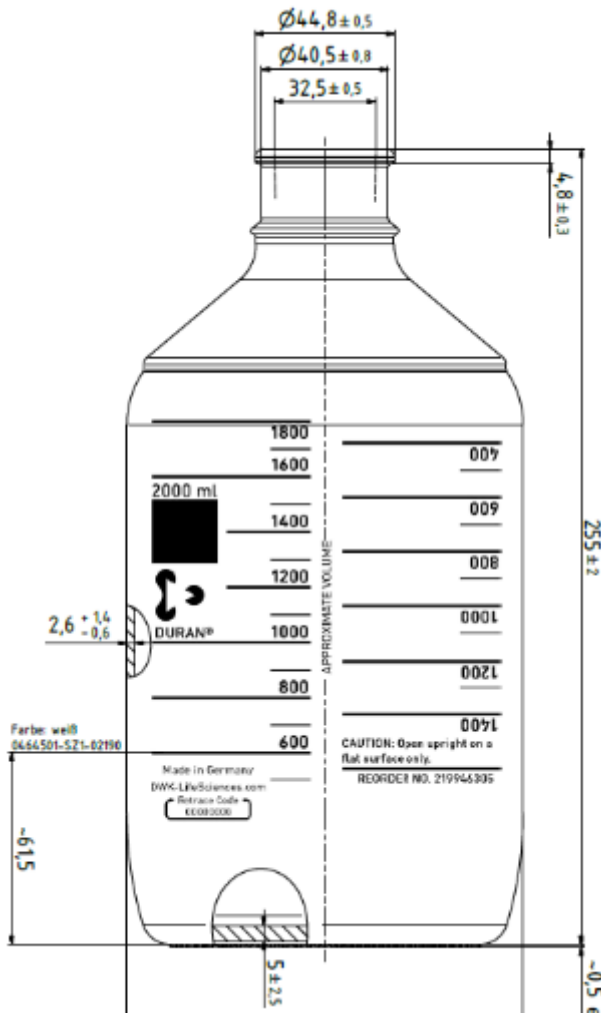 Ø44,8 ± 0,5
Ø40,5 ± 0,8
32,5 ± 0,5
4,8 ± 0,3
1800
1600
2000 ml
1400
1200
DURAN®
1000
800
600
APPROXIMATE VOLUME
400
600
800
1000
1200
1400
255 ± 2
2,6 + 1,4
- 0,6
Farbe: weiß
0664501-SZ1-02190
~61,5
CAUTION: Open upright on a
flat surface only.
REORDER NO. 219946305
Made in Germany
DWK-LifeSciences.com
Retrace Code
00000000
5 ± 2,5
~0,5